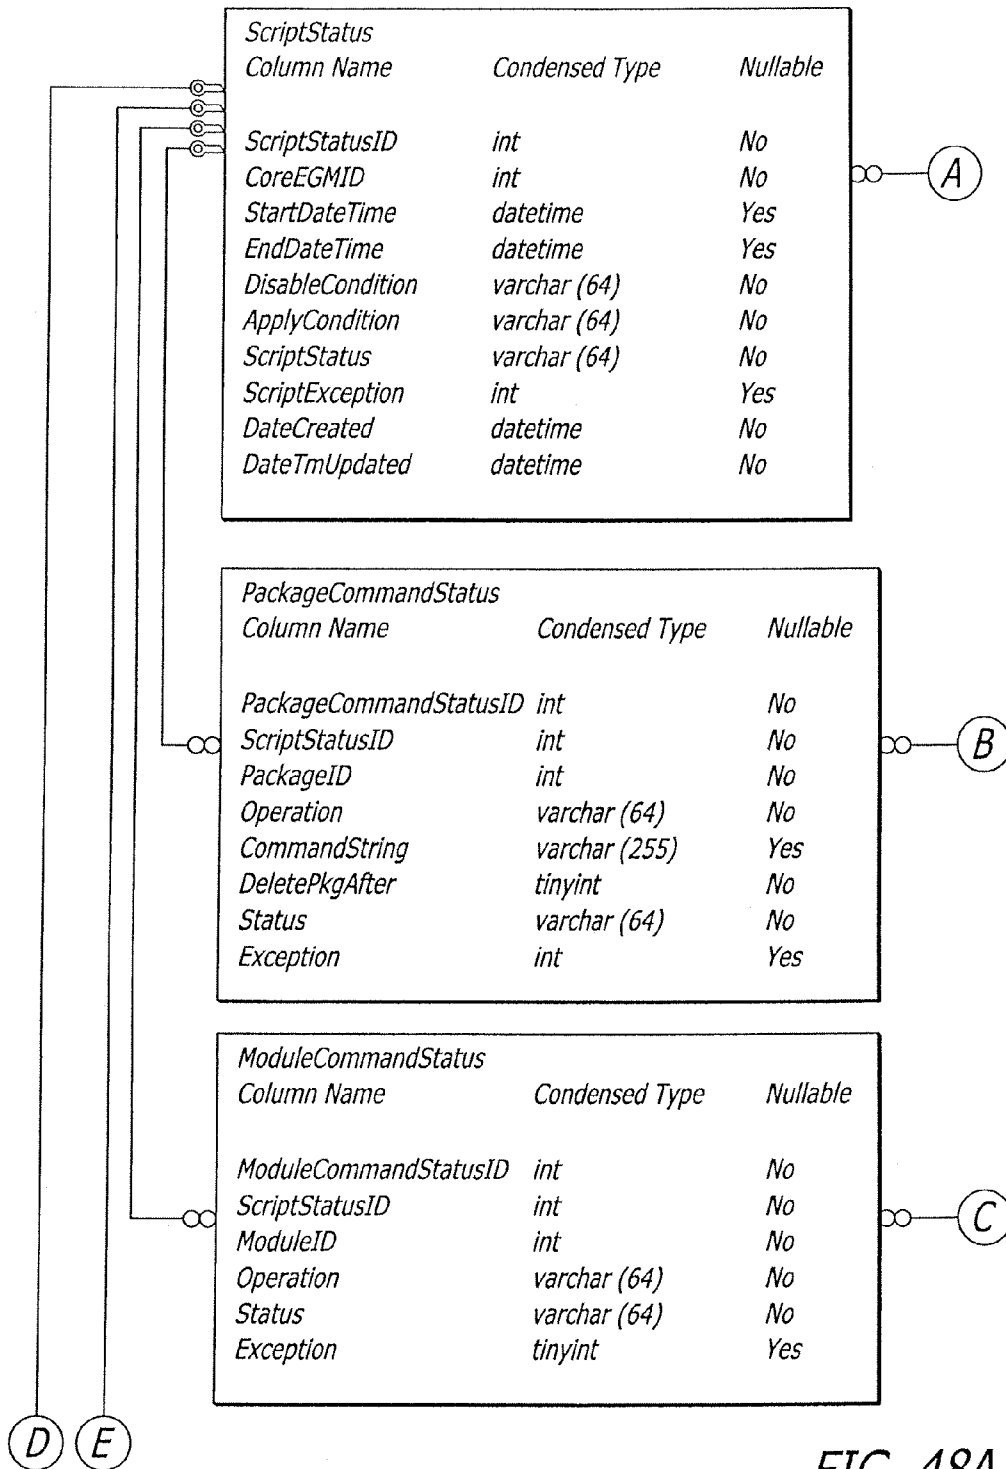 ScriptStatus
Column Name Condensed Type Nullable
ScriptStatusID int No
CoreEGMID int No
StartDateTime datetime Yes
EndDateTime datetime Yes
DisableCondition varchar (64) No
ApplyCondition varchar (64) No
ScriptStatus varchar (64) No
ScriptException int Yes
DateCreated datetime No
DateTmUpdated datetime No
A
PackageCommandStatus
Column Name Condensed Type Nullable
PackageCommandStatusID int No
ScriptStatusID int No
PackageID int No
Operation varchar (64) No
CommandString varchar (255) Yes
DeletePkgAfter tinyint No
Status varchar (64) No
Exception int Yes
B
ModuleCommandStatus
Column Name Condensed Type Nullable
ModuleCommandStatusID int No
ScriptStatusID int No
ModuleID int No
Operation varchar (64) No
Status varchar (64) No
Exception tinyint Yes
C
D E
FIG. 48A